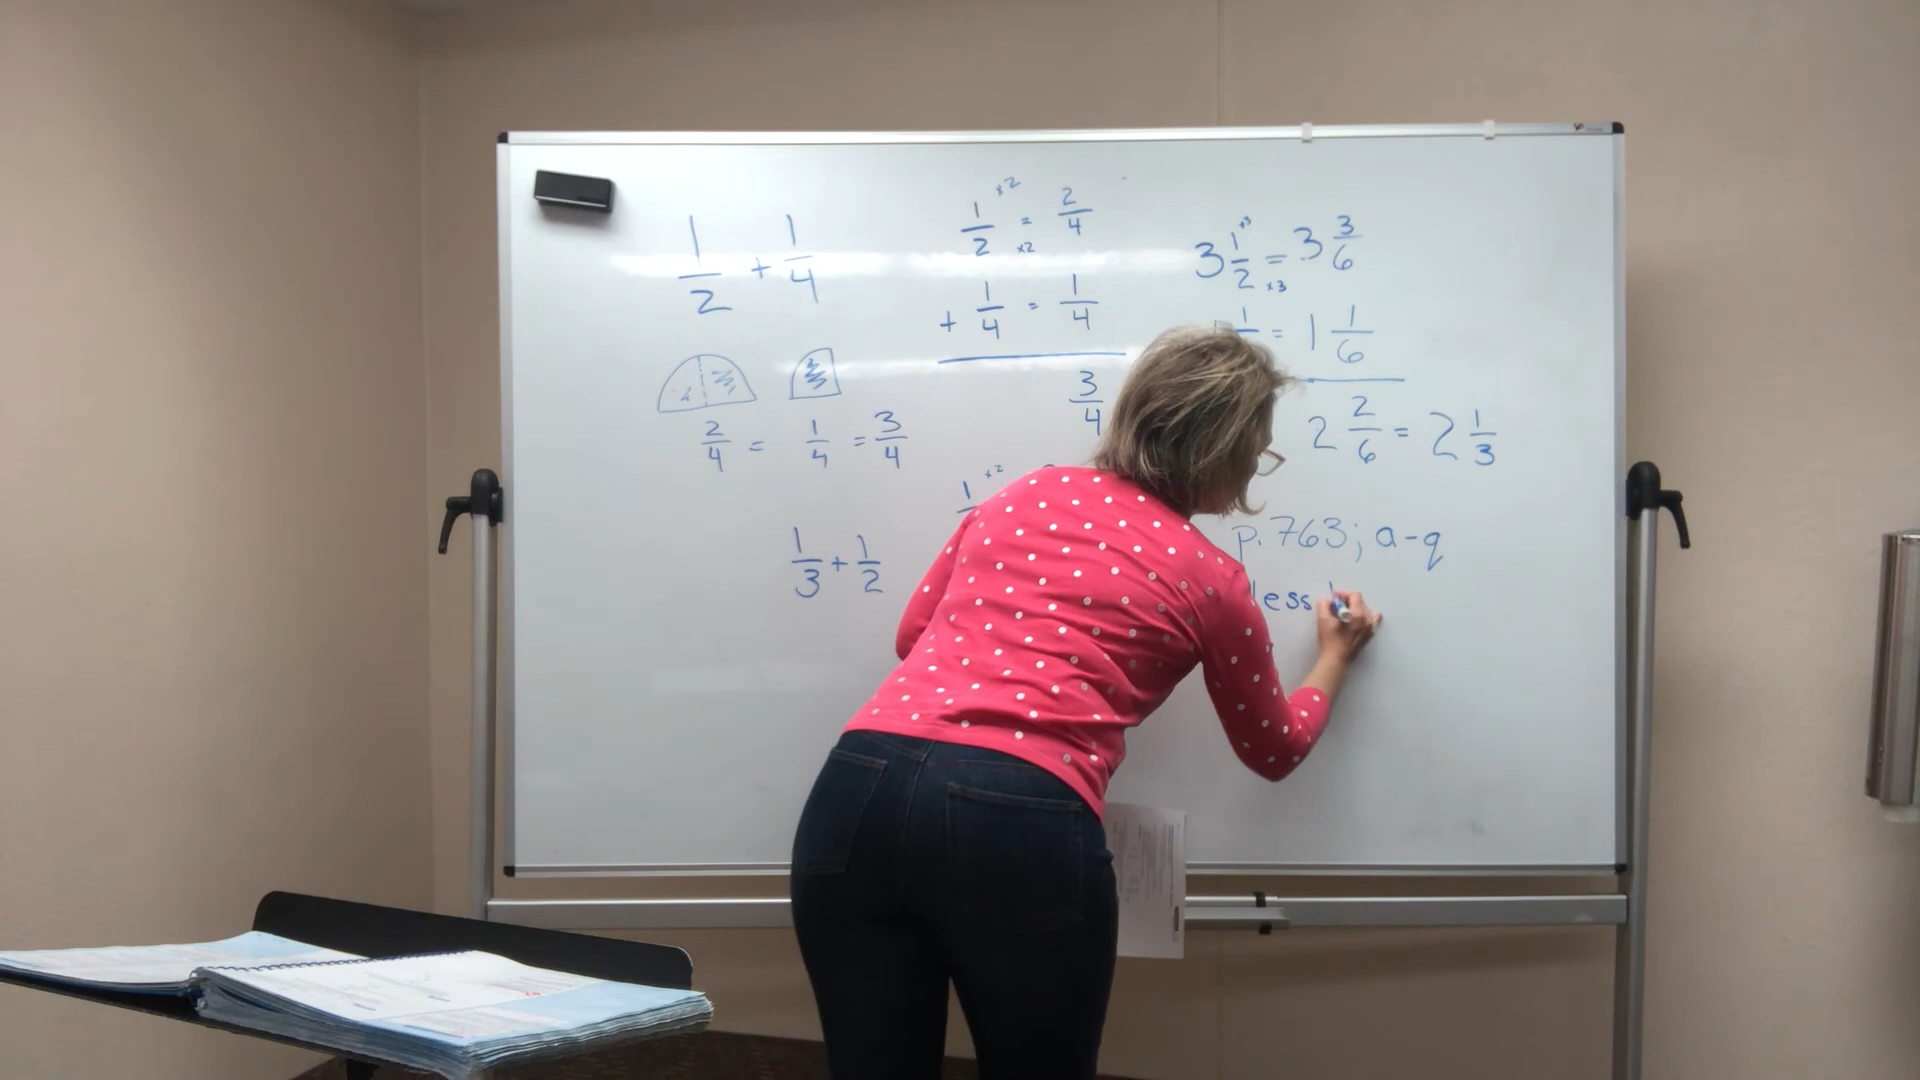 1/2 + 1/4
2/4 = 1/4 = 3/4
1/3 + 1/2
x2
1/2 = 2/4
x2
+ 1/4 = 1/4
3/4
x2
1
x3
3 1/2 = 3 3/6
x3
1 = 1 1/6
2 2/6 = 2 1/3
p. 763; a-q
less